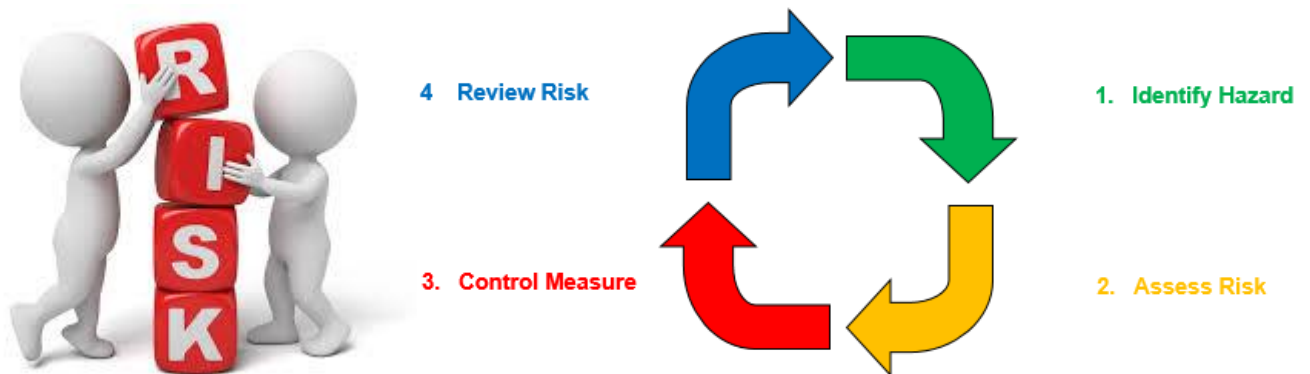 R
I
S
K
4 Review Risk
1. Identify Hazard
3. Control Measure
2. Assess Risk